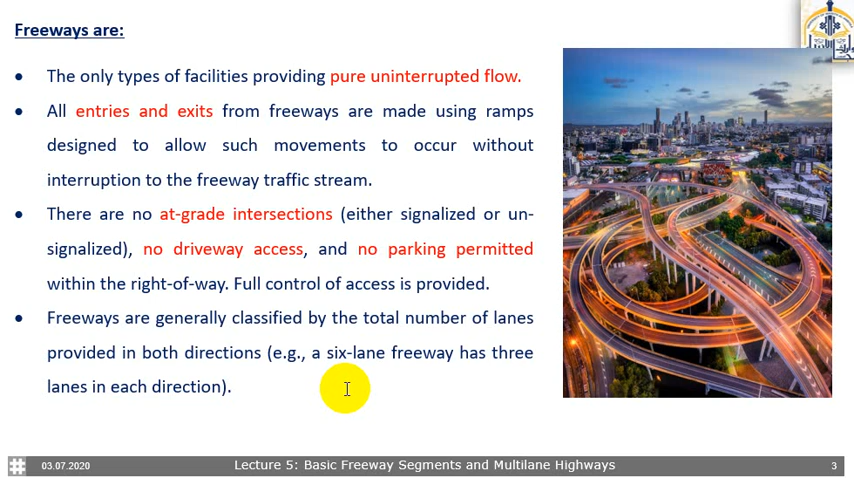 Freeways are:
• The only types of facilities providing pure uninterrupted flow.
• All entries and exits from freeways are made using ramps
designed to allow such movements to occur without
interruption to the freeway traffic stream.
• There are no at-grade intersections (either signalized or un-
signalized), no driveway access, and no parking permitted
within the right-of-way. Full control of access is provided.
• Freeways are generally classified by the total number of lanes
provided in both directions (e.g., a six-lane freeway has three
lanes in each direction).
# 03.07.2020 Lecture 5: Basic Freeway Segments and Multilane Highways 3